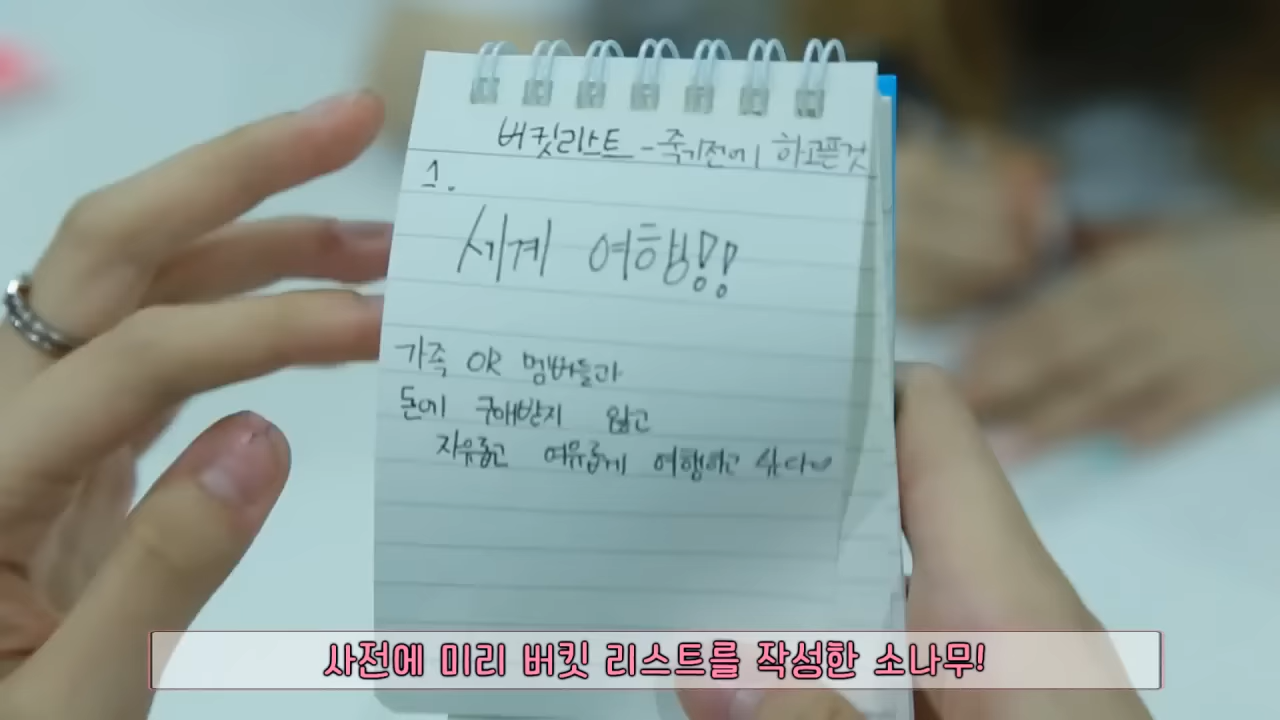 버킷리스트 - 죽기전에 하고픈것
1.
세계 여행!!
가족 OR 멤버들과
돈에 구애받지 않고
자유롭고 여유롭게 여행하고 싶다♡
사전에 미리 버킷 리스트를 작성한 소나무!